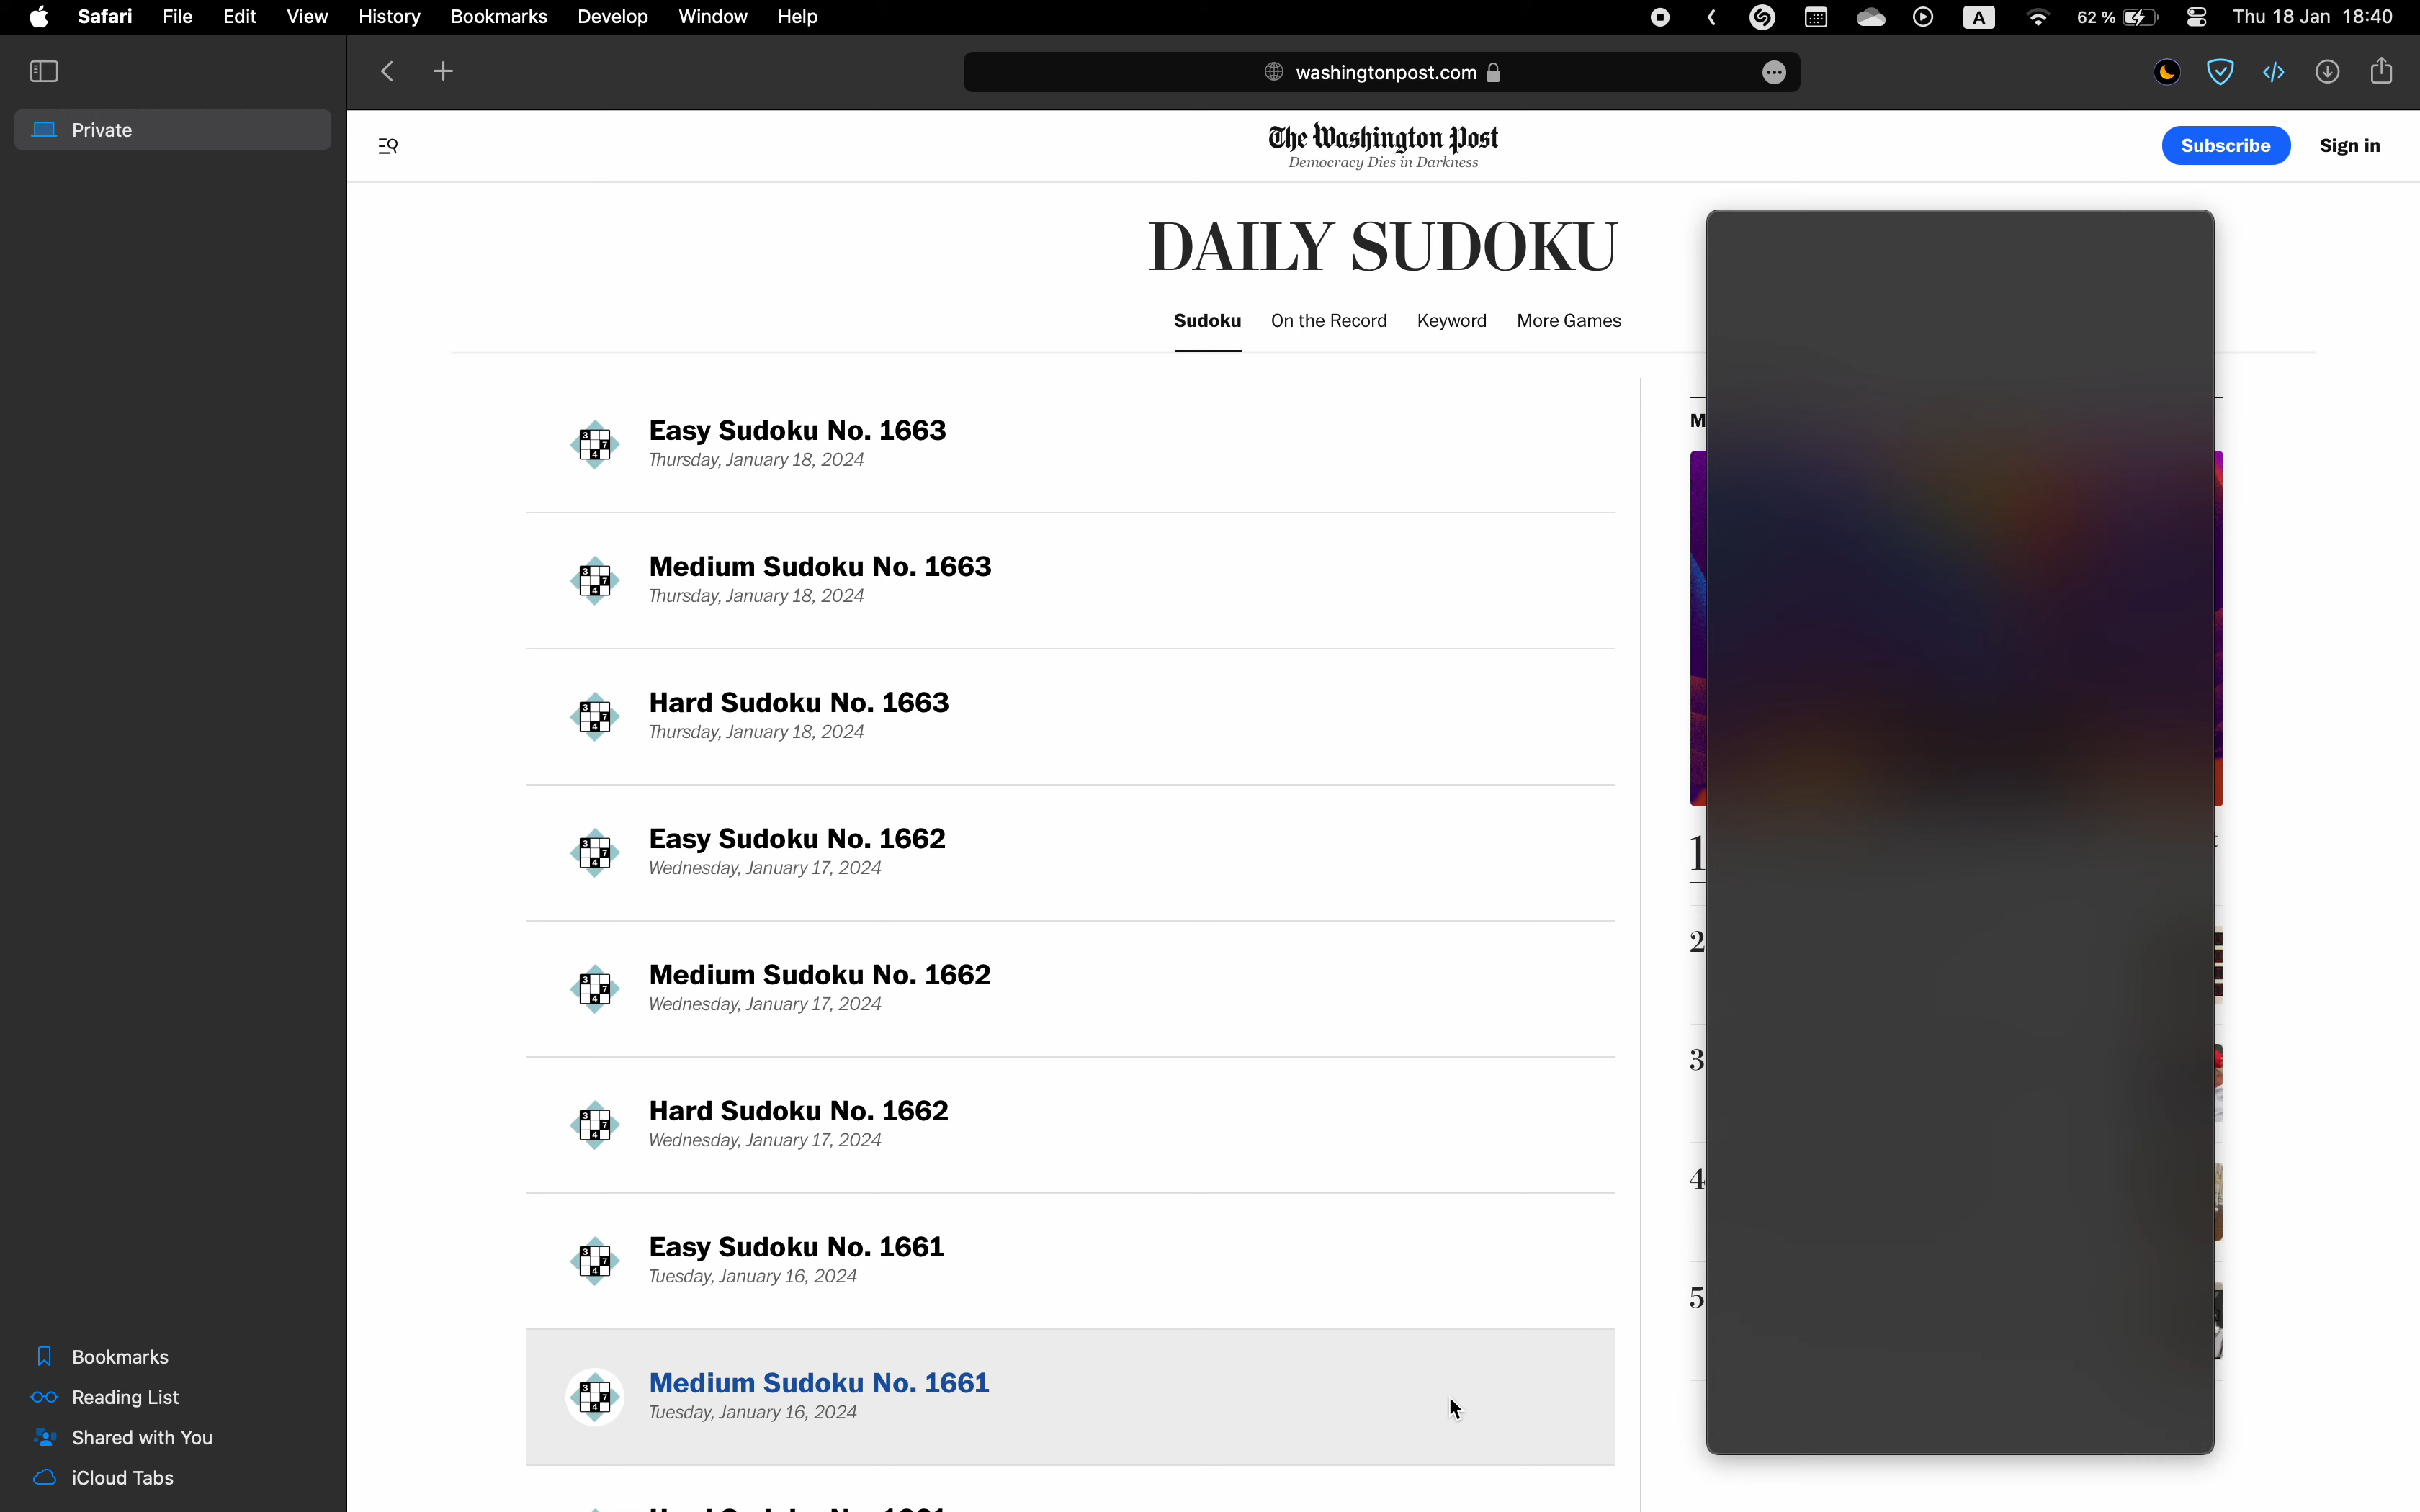 Safari File Edit View History Bookmarks Develop Window Help
A 62 % Thu 18 Jan 18:40
washingtonpost.com
Private
The Washington Post
Democracy Dies in Darkness
Subscribe Sign in
DAILY SUDOKU
Sudoku On the Record Keyword More Games
Easy Sudoku No. 1663
Thursday, January 18, 2024
Medium Sudoku No. 1663
Thursday, January 18, 2024
Hard Sudoku No. 1663
Thursday, January 18, 2024
Easy Sudoku No. 1662
Wednesday, January 17, 2024
Medium Sudoku No. 1662
Wednesday, January 17, 2024
Hard Sudoku No. 1662
Wednesday, January 17, 2024
Easy Sudoku No. 1661
Tuesday, January 16, 2024
Medium Sudoku No. 1661
Tuesday, January 16, 2024
1
2
3
4
5
Bookmarks
Reading List
Shared with You
iCloud Tabs